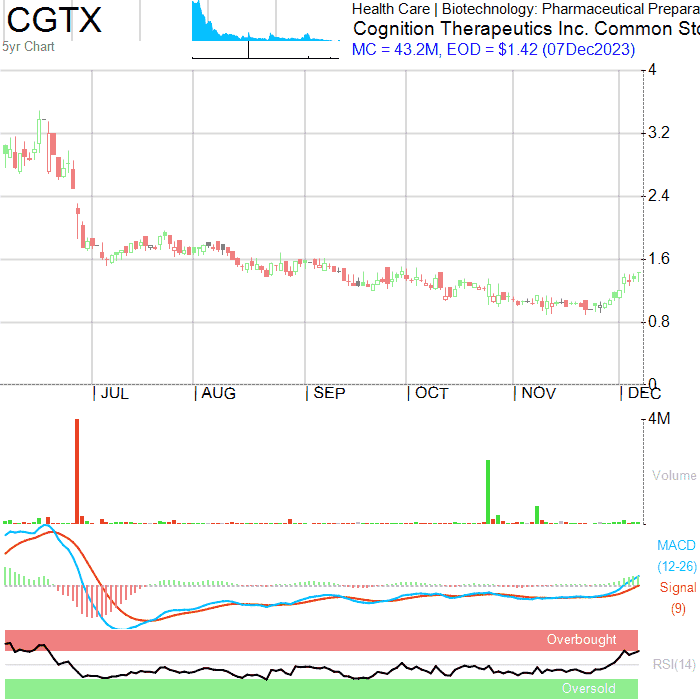 CGTX
Health Care | Biotechnology: Pharmaceutical Prepara
Cognition Therapeutics Inc. Common Sto
5yr Chart
MC = 43.2M, EOD = $1.42 (07Dec2023)
4
3.2
2.4
1.6
0.8
0
JUL
AUG
SEP
OCT
NOV
DEC
4M
Volume
MACD
(12-26)
Signal
(9)
Overbought
RSI(14)
Oversold